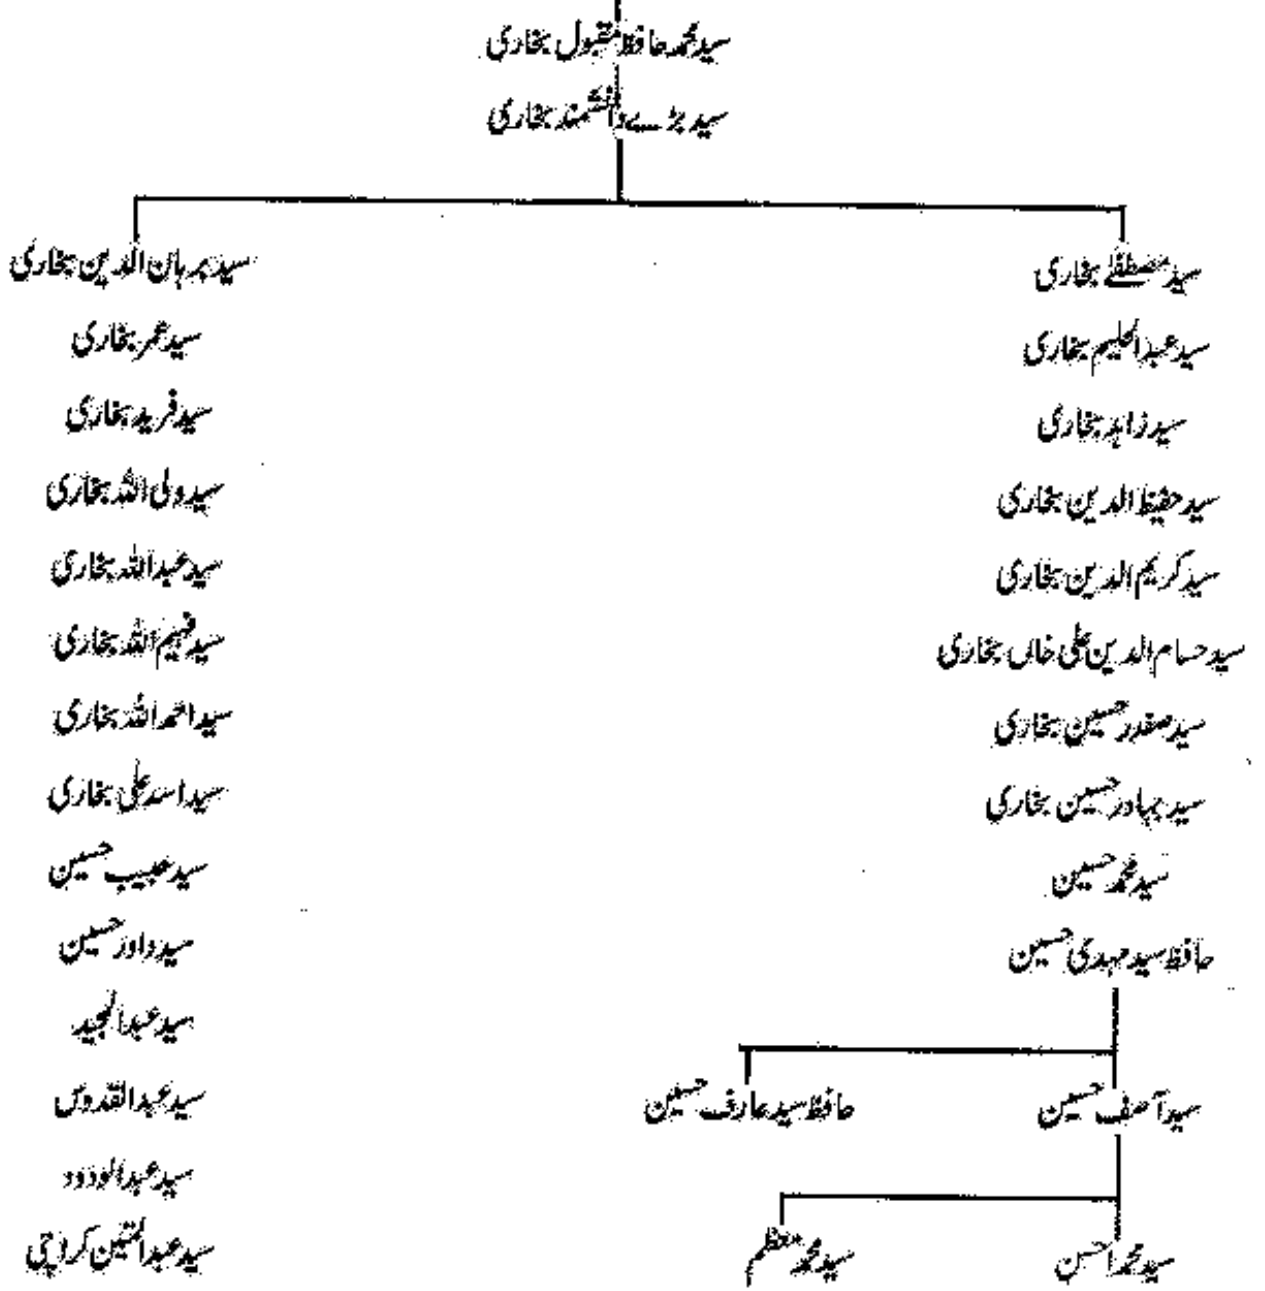 سید محمد حافظ مقبول بخاری
سید بڑے دانشمند بخاری
سید مصطفےٰ بخاری
سید عبدالحلیم بخاری
سید زاہد بخاری
سید حفیظ الدین بخاری
سید کریم الدین بخاری
سید حسام الدین علی خاں بخاری
سید صفدر حسین بخاری
سید بہادر حسین بخاری
سید محمد حسین
حافظ سید مہدی حسین
سید آصف حسین
حافظ سید عارف حسین
سید محمد احسن
سید محمد معظم
سید برہان الدین بخاری
سید عمر بخاری
سید فرید بخاری
سید ولی اللہ بخاری
سید عبداللہ بخاری
سید فہیم اللہ بخاری
سید احمد اللہ بخاری
سید اسد علی بخاری
سید حبیب حسین
سید داور حسین
سید عبدالمجید
سید عبدالقدوس
سید عبدالودود
سید عبدالمتین کراچی